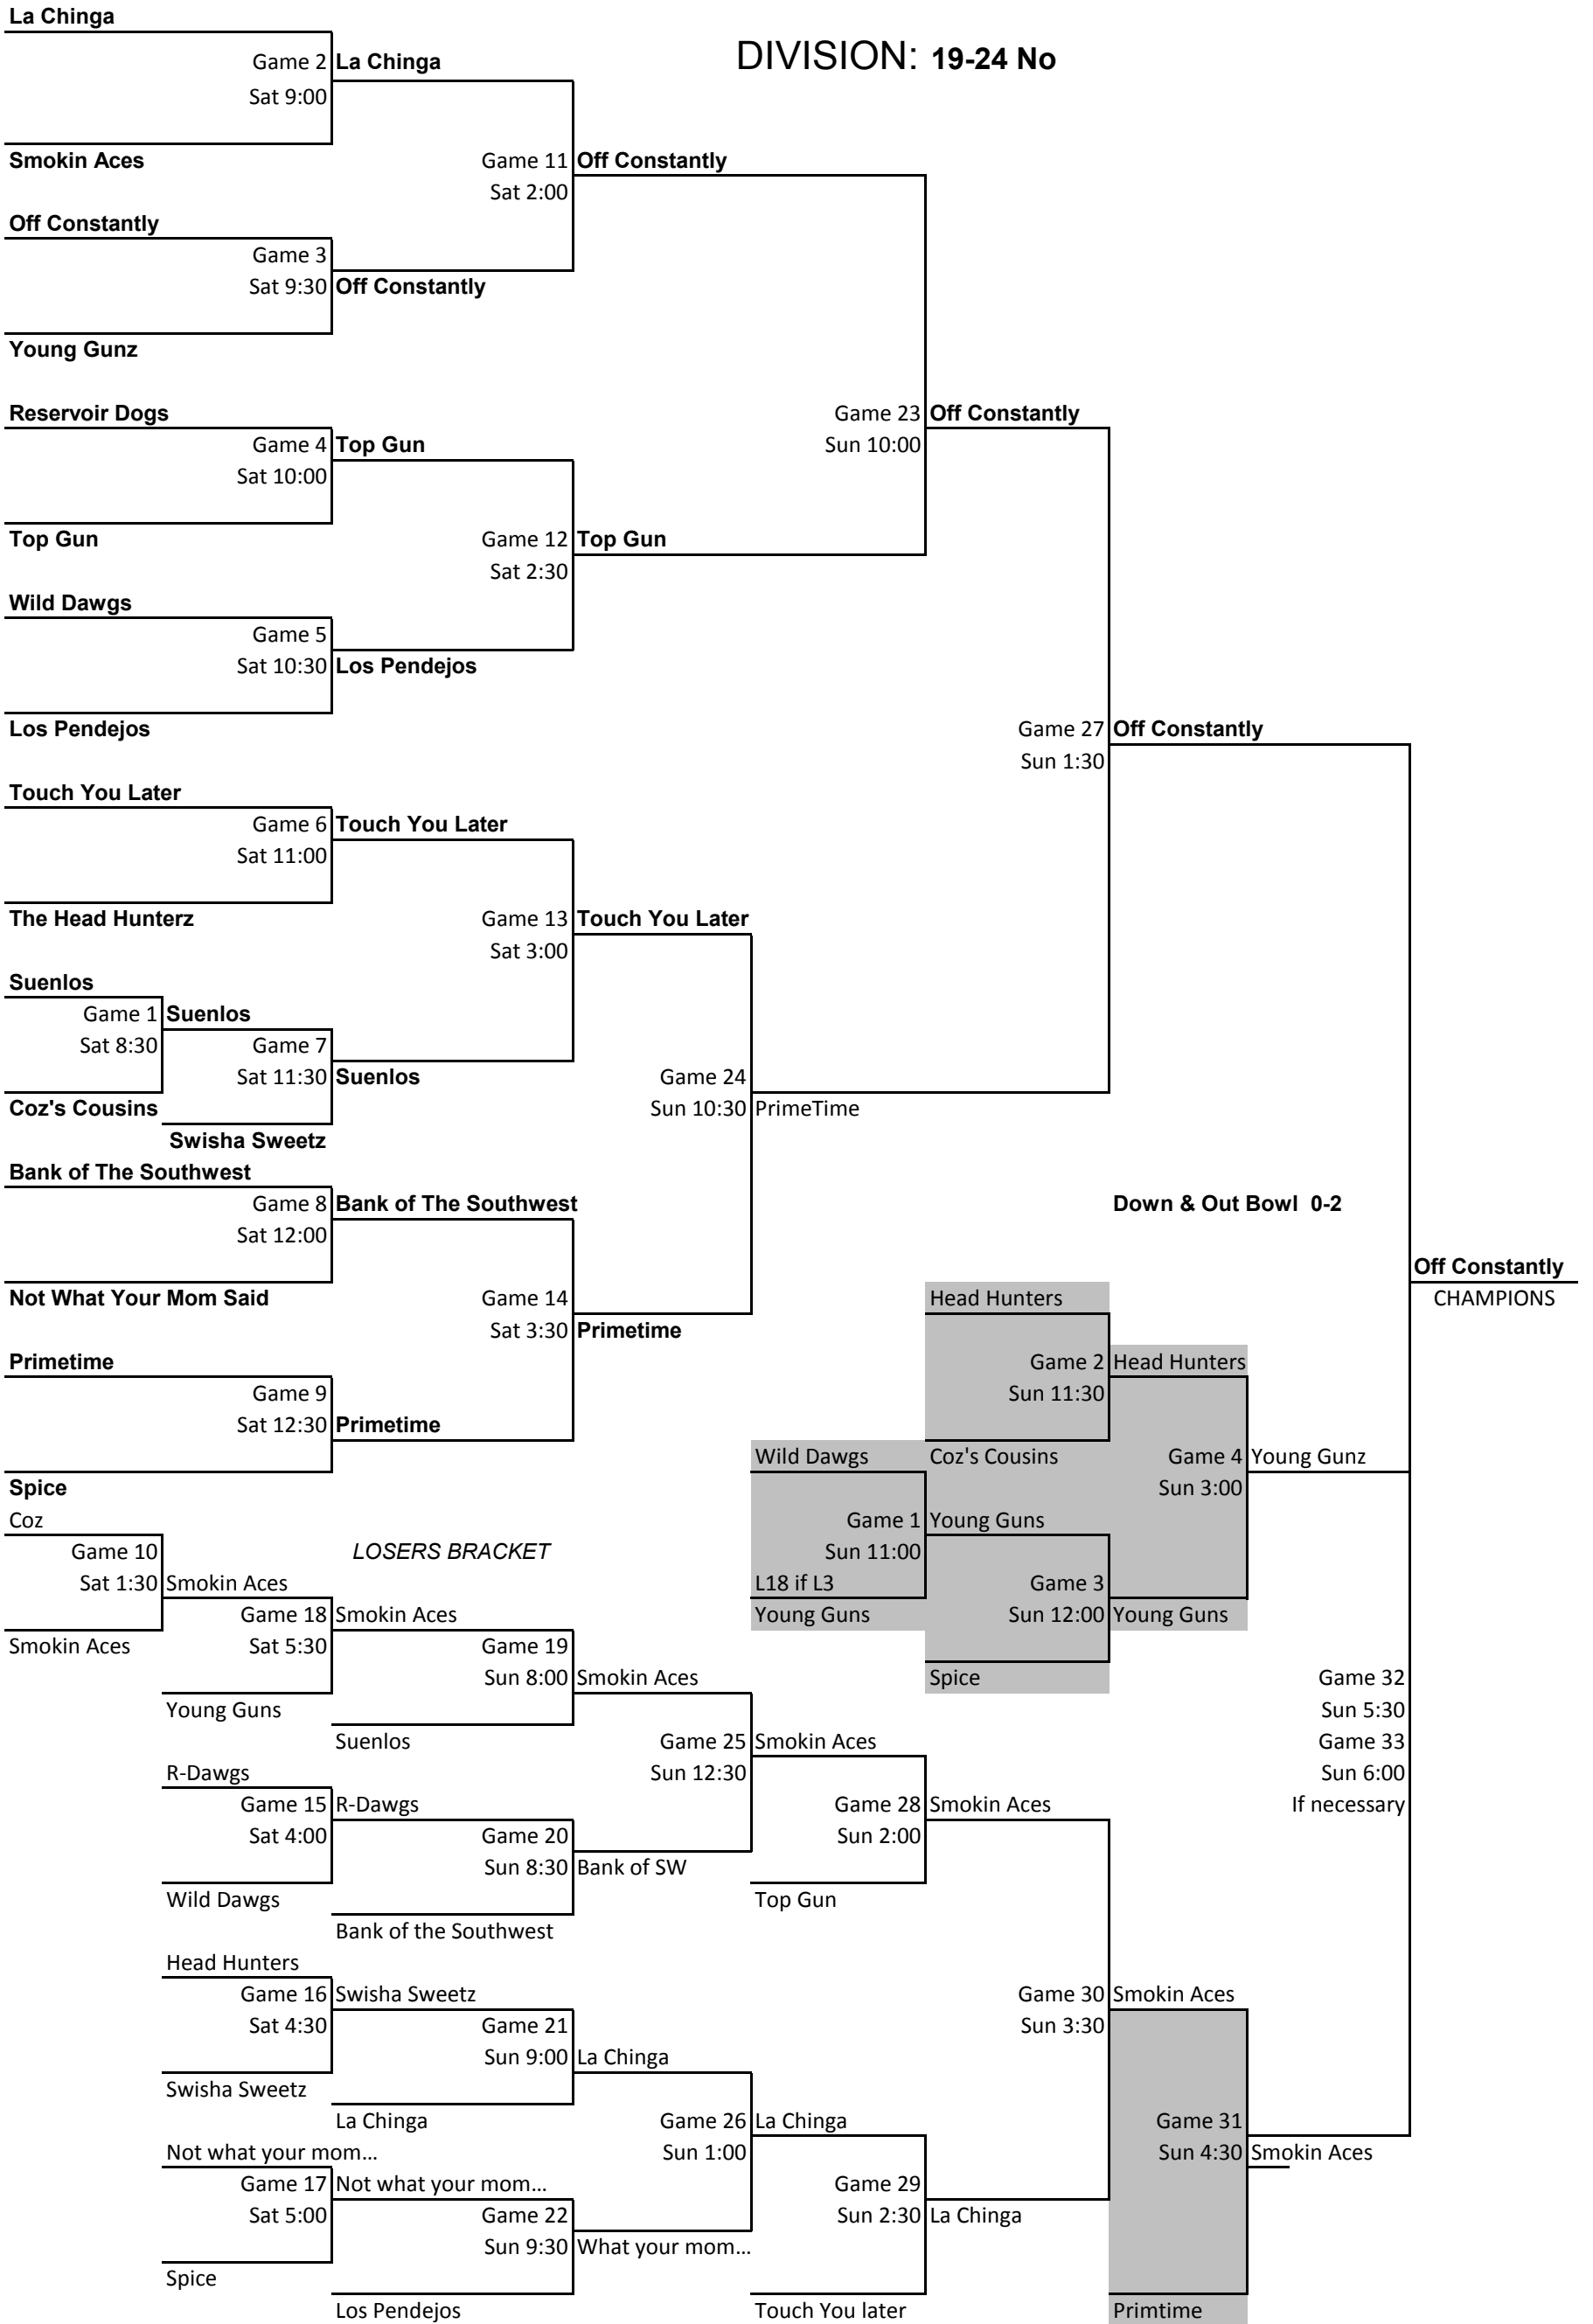 La Chinga
DIVISION: 19-24 No
Game 2 La Chinga
Sat 9:00
Smokin Aces
Game 11 Off Constantly
Sat 2:00
Off Constantly
Game 3
Sat 9:30 Off Constantly
Young Gunz
Reservoir Dogs
Game 23 Off Constantly
Game 4 Top Gun
Sun 10:00
Sat 10:00
Top Gun
Game 12 Top Gun
Sat 2:30
Wild Dawgs
Game 5
Sat 10:30 Los Pendejos
Los Pendejos
Game 27 Off Constantly
Sun 1:30
Touch You Later
Game 6 Touch You Later
Sat 11:00
The Head Hunterz
Game 13 Touch You Later
Sat 3:00
Suenlos
Game 1 Suenlos
Sat 8:30
Game 7
Sat 11:30 Suenlos
Game 24
Coz's Cousins
Sun 10:30 PrimeTime
Swisha Sweetz
Bank of The Southwest
Game 8 Bank of The Southwest
Down & Out Bowl 0-2
Sat 12:00
Off Constantly
Not What Your Mom Said
Game 14
Head Hunters
CHAMPIONS
Sat 3:30 Primetime
Primetime
Game 2 Head Hunters
Game 9
Sun 11:30
Sat 12:30 Primetime
Wild Dawgs
Coz's Cousins
Game 4 Young Gunz
Spice
Sun 3:00
Coz
Game 1 Young Guns
Game 10
LOSERS BRACKET
Sun 11:00
Sat 1:30 Smokin Aces
L18 if L3
Game 3
Game 18 Smokin Aces
Young Guns
Sun 12:00 Young Guns
Smokin Aces
Sat 5:30
Game 19
Sun 8:00 Smokin Aces
Spice
Game 32
Young Guns
Sun 5:30
Suenlos
Game 25 Smokin Aces
Game 33
R-Dawgs
Sun 12:30
Sun 6:00
Game 15 R-Dawgs
Game 28 Smokin Aces
If necessary
Sat 4:00
Game 20
Sun 2:00
Sun 8:30 Bank of SW
Wild Dawgs
Top Gun
Bank of the Southwest
Head Hunters
Game 16 Swisha Sweetz
Game 30 Smokin Aces
Sat 4:30
Game 21
Sun 3:30
Sun 9:00 La Chinga
Swisha Sweetz
La Chinga
Game 26 La Chinga
Game 31
Not what your mom...
Sun 1:00
Sun 4:30 Smokin Aces
Game 17 Not what your mom...
Game 29
Sat 5:00
Game 22
Sun 2:30 La Chinga
Sun 9:30 What your mom...
Spice
Los Pendejos
Touch You later
Primtime